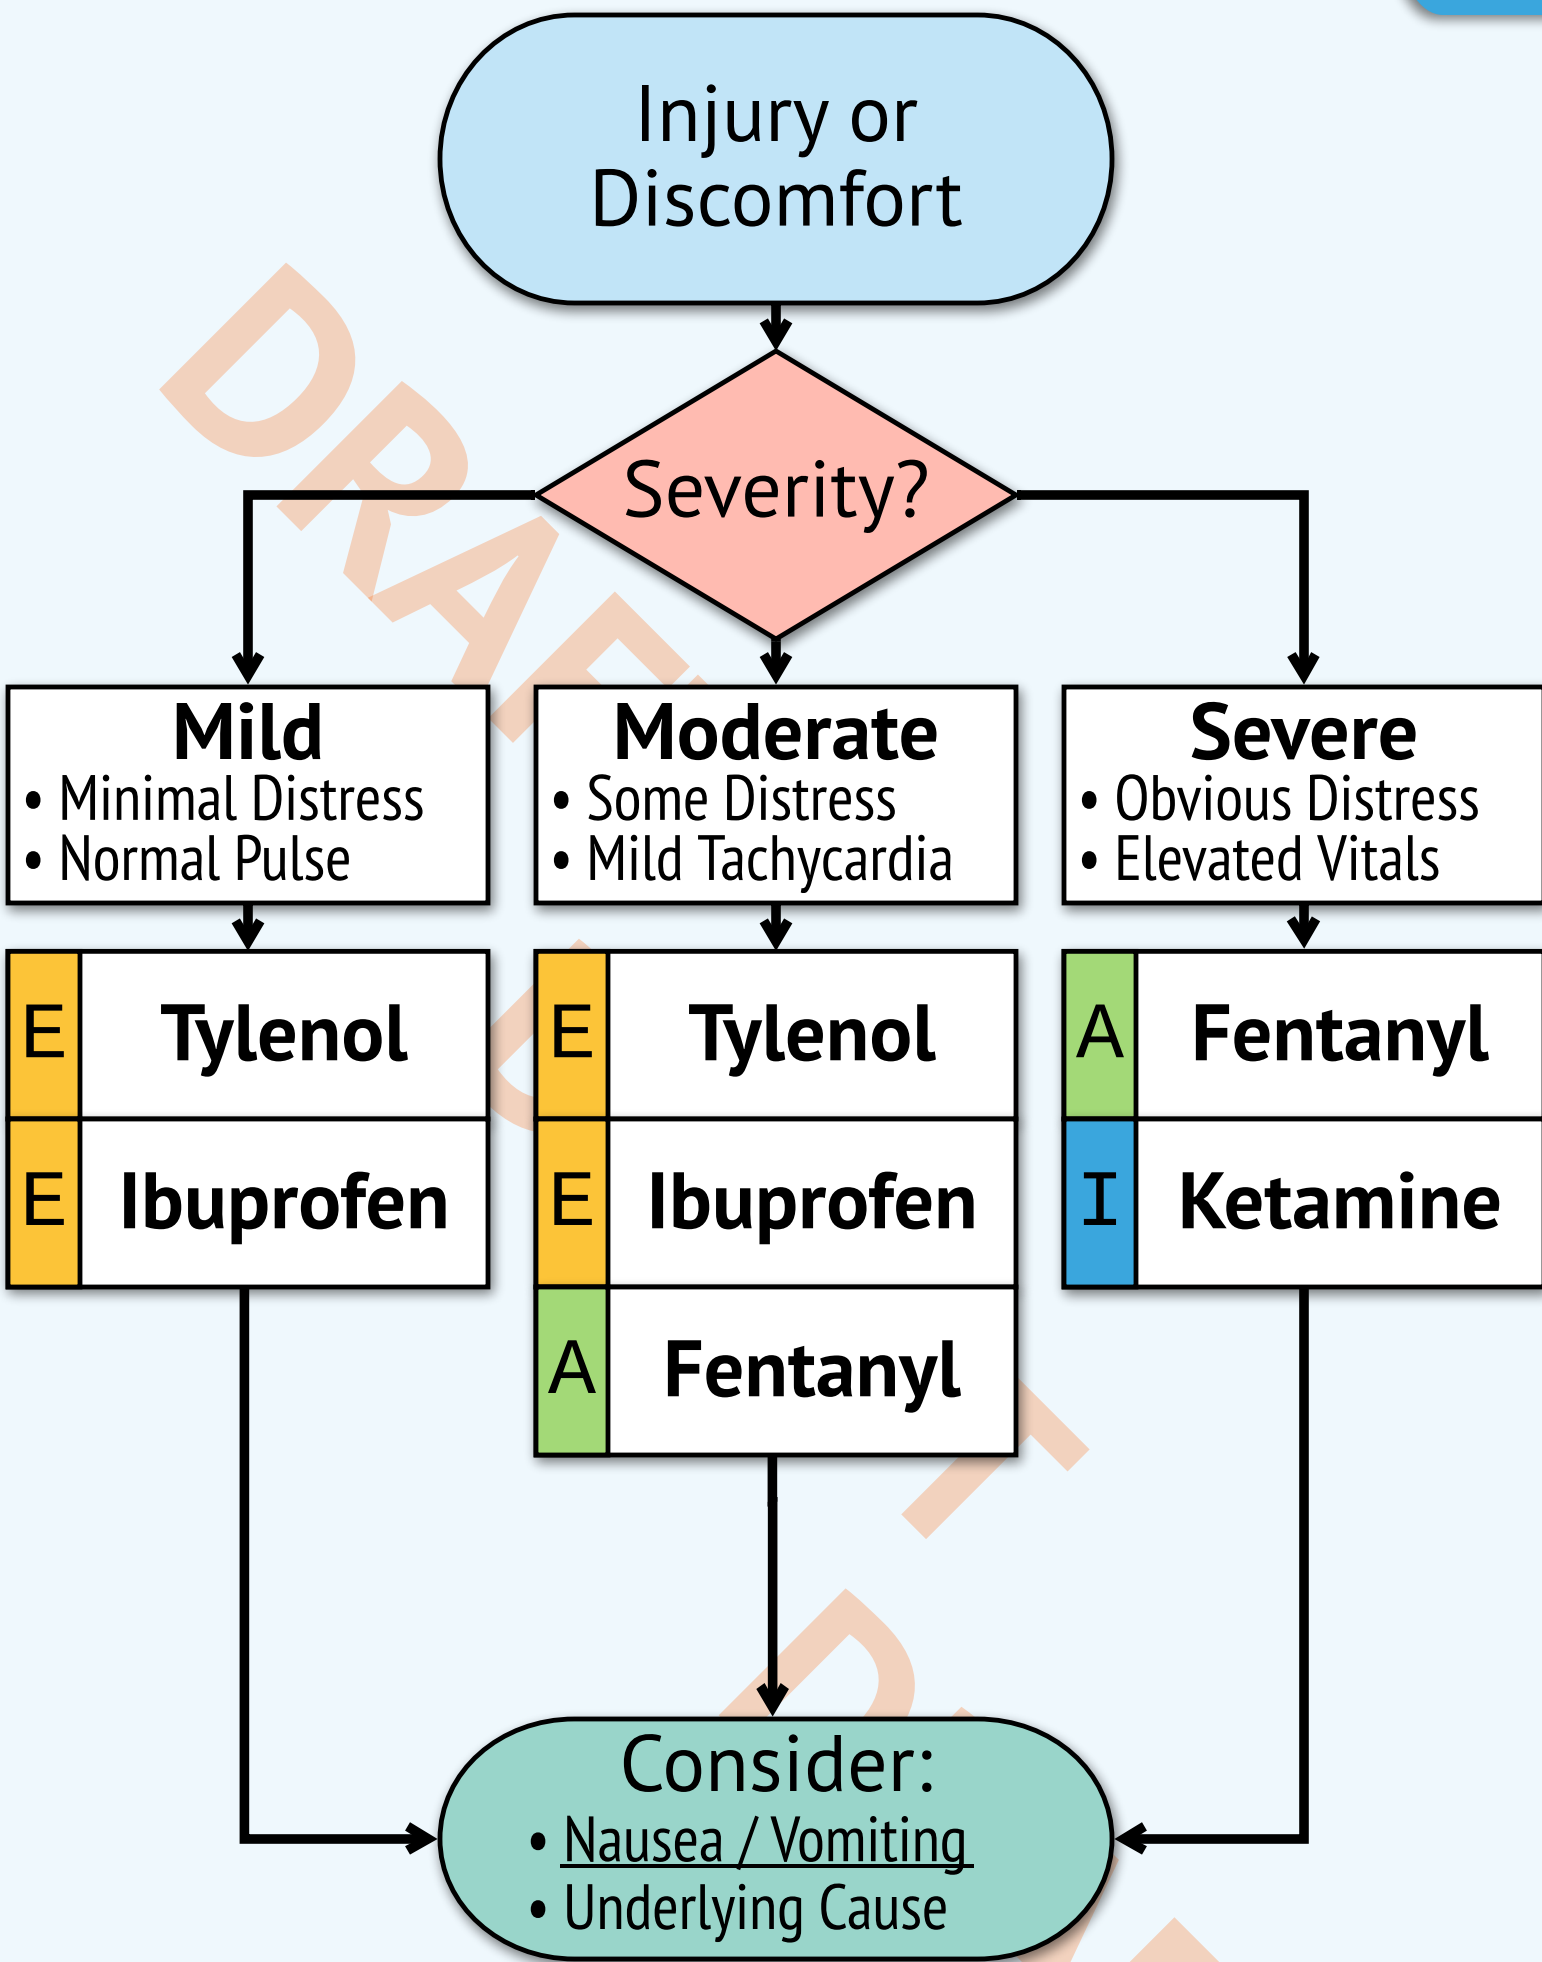 Injury or
Discomfort
Severity?
Mild
• Minimal Distress
• Normal Pulse
Moderate
• Some Distress
• Mild Tachycardia
Severe
• Obvious Distress
• Elevated Vitals
E Tylenol
E Ibuprofen
E Tylenol
E Ibuprofen
A Fentanyl
A Fentanyl
I Ketamine
Consider:
• Nausea / Vomiting
• Underlying Cause
DRAFT